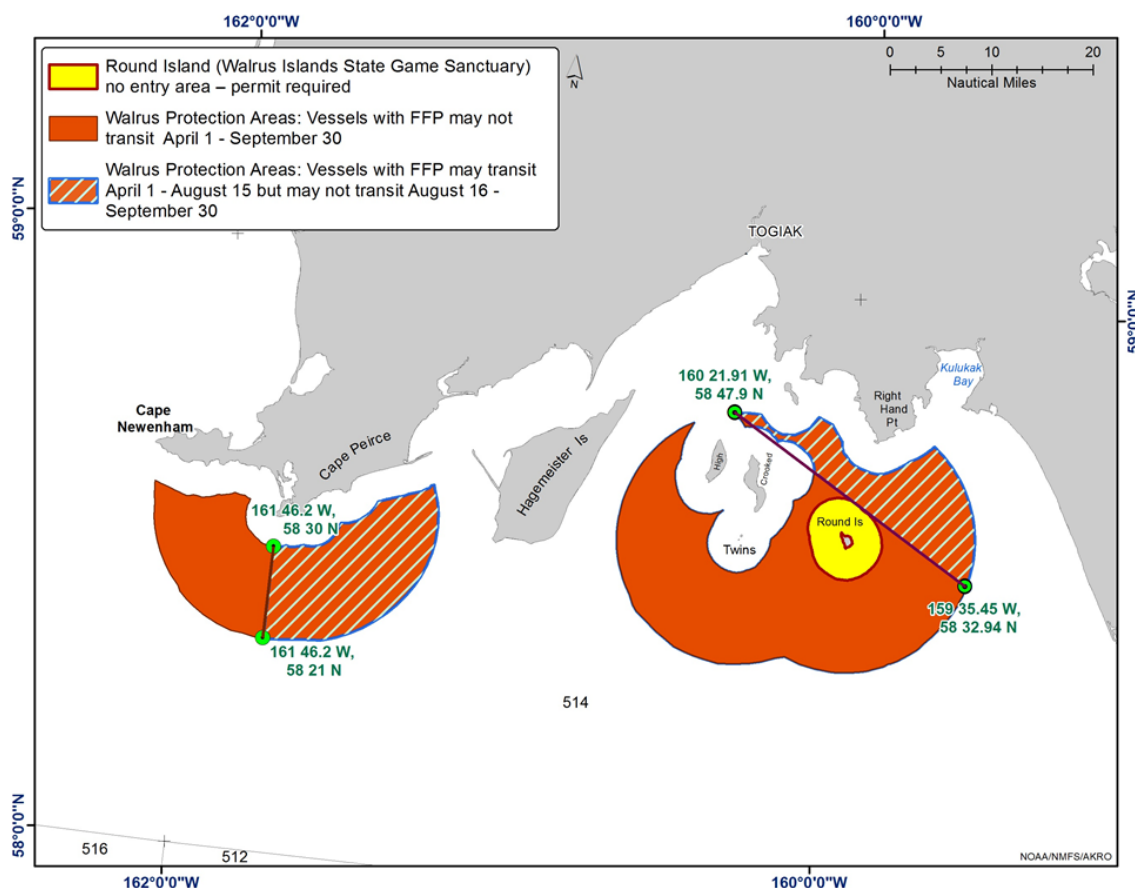 162°0'0"W
160°0'0"W
Round Island (Walrus Islands State Game Sanctuary)
no entry area – permit required
Walrus Protection Areas: Vessels with FFP may not
transit April 1 - September 30
Walrus Protection Areas: Vessels with FFP may transit
April 1 - August 15 but may not transit August 16 -
September 30
N
0 5 10 20
Nautical Miles
59°0'0"N
TOGIAK
59°0'0"N
160 21.91 W,
58 47.9 N
Kulukak
Bay
Right
Hand
Pt
Cape
Newenham
Cape Peirce
Hagemeister Is
High
Crooked
161 46.2 W,
58 30 N
Round Is
Twins
159 35.45 W,
58 32.94 N
161 46.2 W,
58 21 N
514
58°0'0"N
516
512
NOAA/NMFS/AKRO
162°0'0"W
160°0'0"W